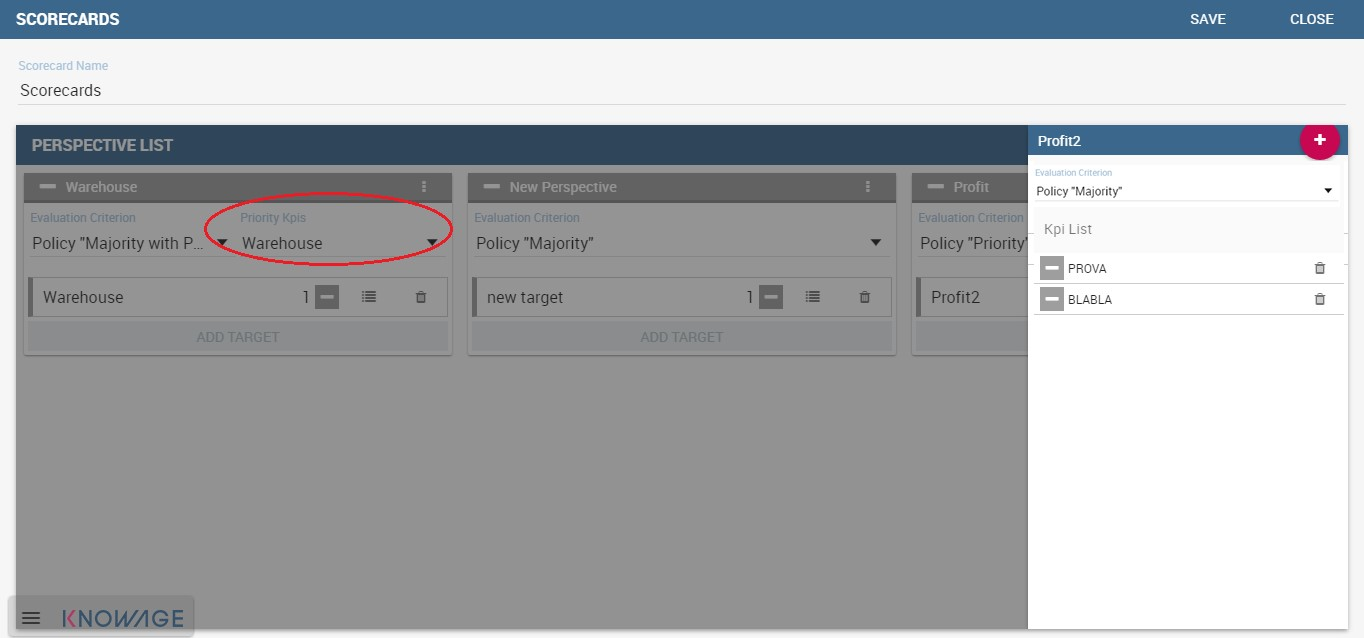 SCORECARDS SAVE CLOSE
Scorecard Name
Scorecards
PERSPECTIVE LIST
Warehouse
Evaluation Criterion Priority Kpis
Policy "Majority with P... Warehouse
Warehouse 1
ADD TARGET
New Perspective
Evaluation Criterion
Policy "Majority"
new target 1
ADD TARGET
Profit
Evaluation Criterion
Policy "Priority"
Profit2
Profit2 +
Evaluation Criterion
Policy "Majority"
Kpi List
PROVA
BLABLA
KNOWAGE